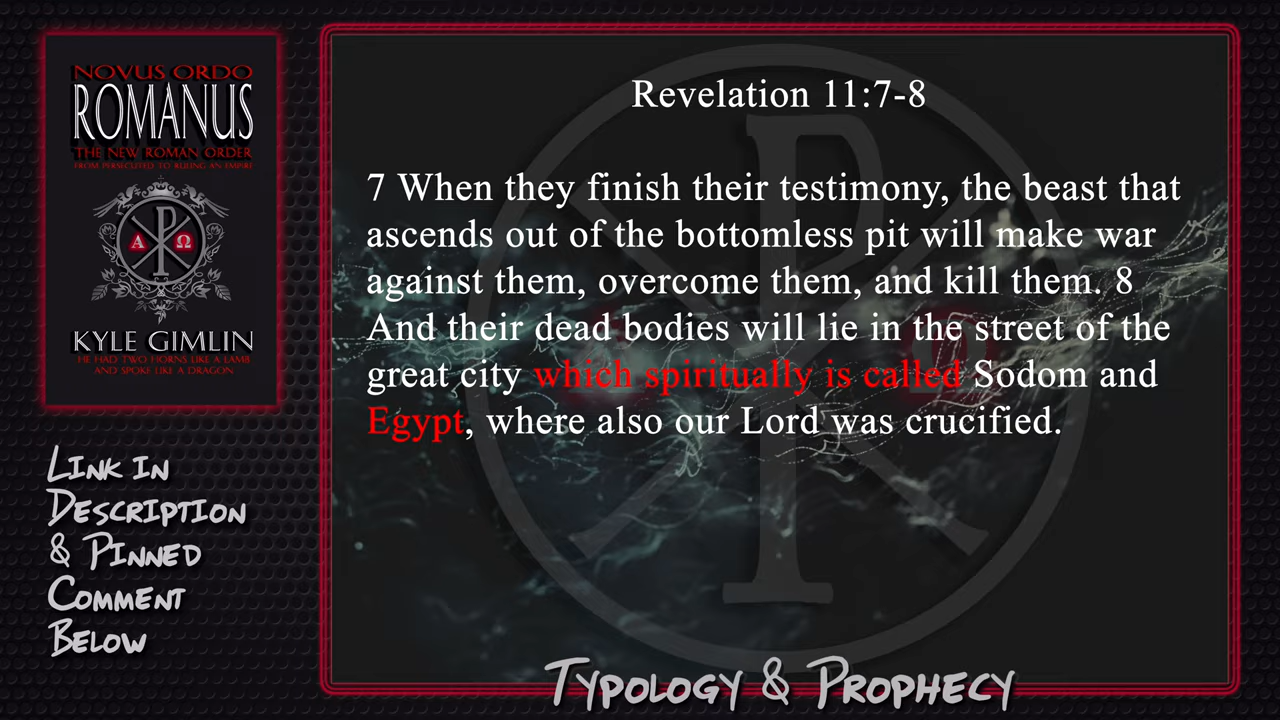 NOVUS ORDO
ROMANUS
THE NEW ROMAN ORDER
FROM PERSECUTED TO RULING AN EMPIRE
Α Ω
KYLE GIMLIN
HE HAD TWO HORNS LIKE A LAMB
AND SPOKE LIKE A DRAGON
LINK IN
DESCRIPTION
& PINNED
COMMENT
BELOW
Revelation 11:7-8
7 When they finish their testimony, the beast that
ascends out of the bottomless pit will make war
against them, overcome them, and kill them. 8
And their dead bodies will lie in the street of the
great city which spiritually is called Sodom and
Egypt, where also our Lord was crucified.
TYPOLOGY & PROPHECY